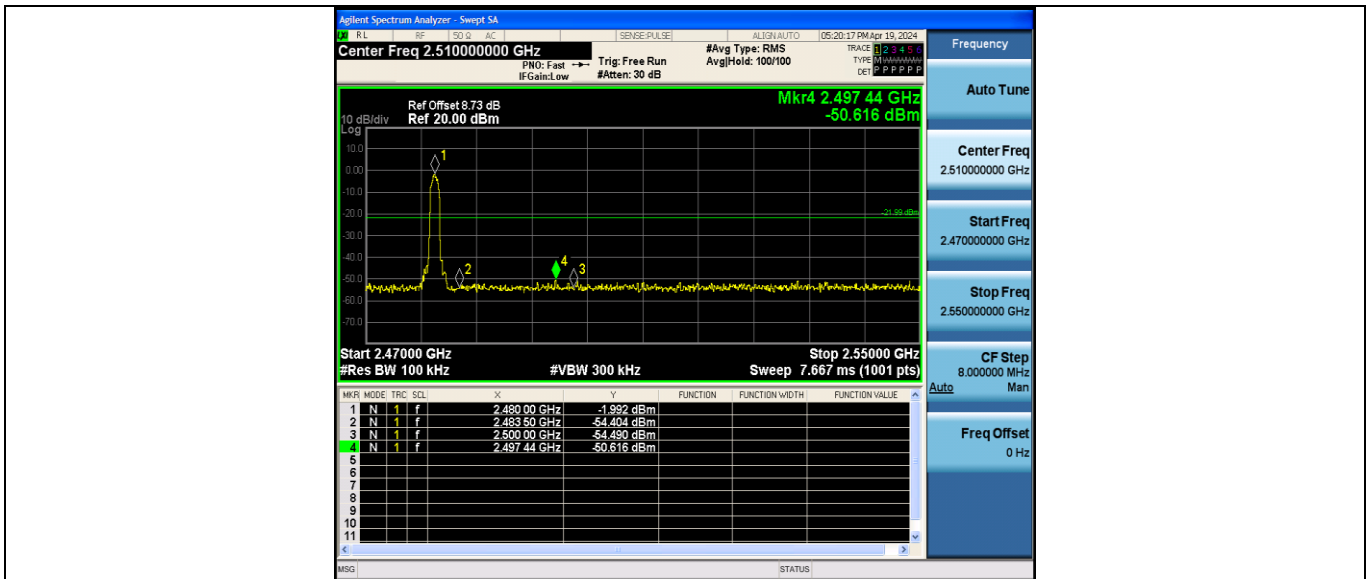 Agilent Spectrum Analyzer - Swept SA
RL RF 50 Ω AC SENSE:PULSE ALIGN AUTO 05:20:17 PM Apr 19, 2024
Center Freq 2.510000000 GHz
PNO: Fast
IFGain:Low
Trig: Free Run
#Atten: 30 dB
#Avg Type: RMS
Avg|Hold: 100/100
TRACE 1 2 3 4 5 6
TYPE M
DET P P P P P P
Ref Offset 8.73 dB
10 dB/div Ref 20.00 dBm
Log
Mkr4 2.497 44 GHz
-50.616 dBm
10.0
0.00
-10.0
-20.0
-30.0
-40.0
-50.0
-60.0
-70.0
-21.99 dBm
1
2
4
3
Start 2.47000 GHz Stop 2.55000 GHz
#Res BW 100 kHz #VBW 300 kHz Sweep 7.667 ms (1001 pts)
MKR MODE TRC SCL X Y FUNCTION FUNCTION WIDTH FUNCTION VALUE
1 N 1 f 2.480 00 GHz -1.992 dBm
2 N 1 f 2.483 50 GHz -54.404 dBm
3 N 1 f 2.500 00 GHz -54.490 dBm
4 N 1 f 2.497 44 GHz -50.616 dBm
5
6
7
8
9
10
11
MSG STATUS
Frequency
Auto Tune
Center Freq
2.510000000 GHz
Start Freq
2.470000000 GHz
Stop Freq
2.550000000 GHz
CF Step
8.000000 MHz
Auto Man
Freq Offset
0 Hz